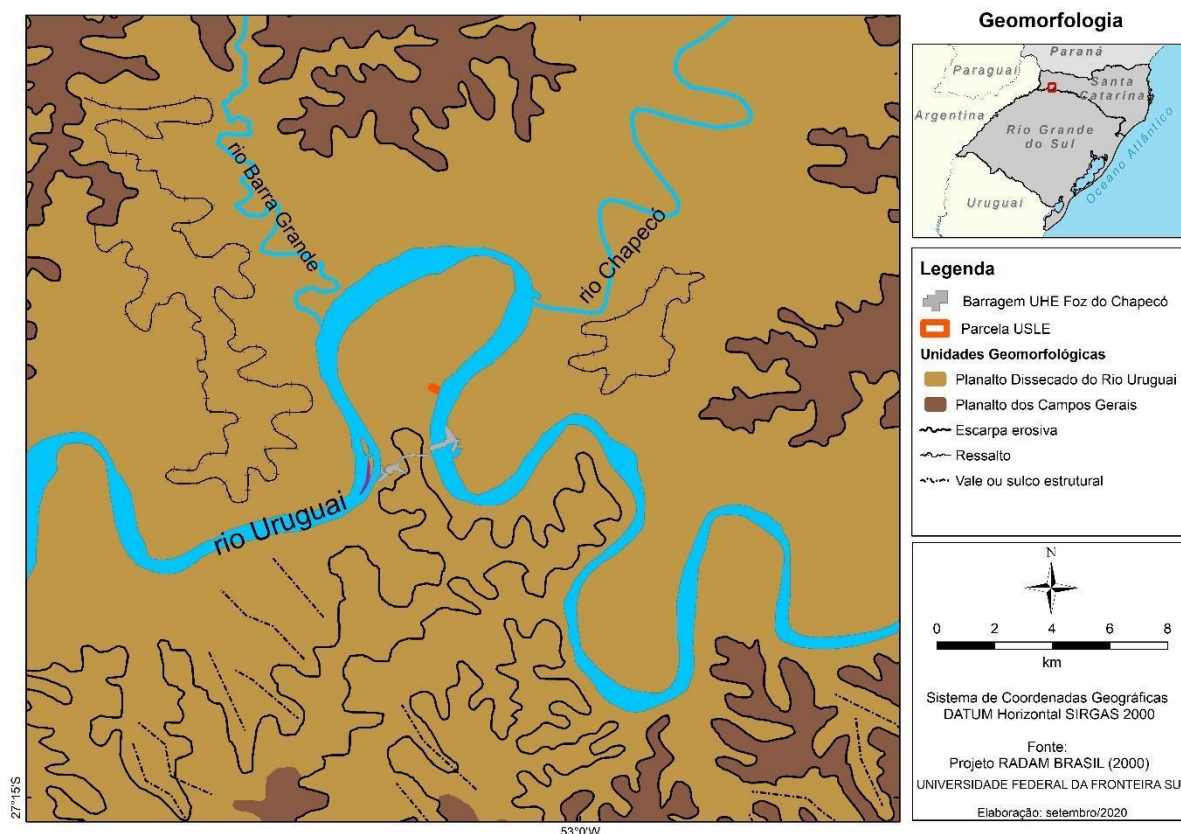 Geomorfologia
Paraná
Paraguai
Santa
Catarina
Argentina
Rio Grande
do Sul
Uruguai
Oceano Atlântico
rio Barra Grande
rio Chapecó
rio Uruguai
Legenda
Barragem UHE Foz do Chapecó
Parcela USLE
Unidades Geomorfológicas
Planalto Dissecado do Rio Uruguai
Planalto dos Campos Gerais
Escarpa erosiva
Ressalto
Vale ou sulco estrutural
N
0 2 4 6 8
km
Sistema de Coordenadas Geográficas
DATUM Horizontal SIRGAS 2000
Fonte:
Projeto RADAM BRASIL (2000)
UNIVERSIDADE FEDERAL DA FRONTEIRA SU
Elaboração: setembro/2020
27°15'S
53°0'W